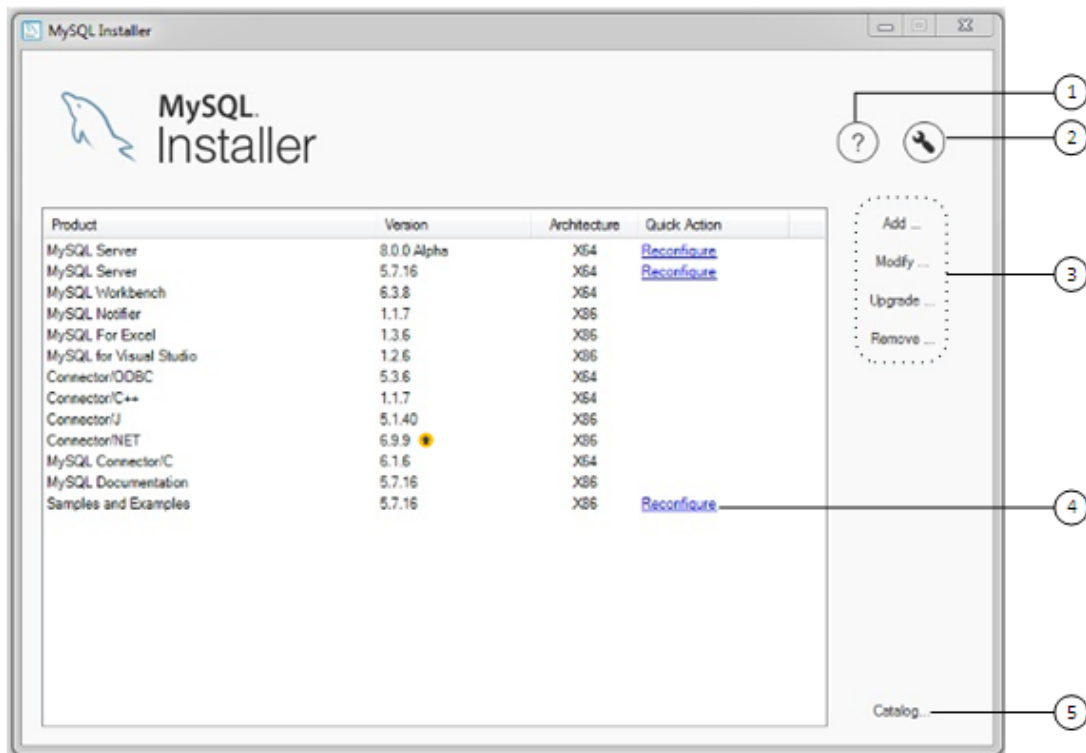 MySQL Installer
MySQL.
Installer
1
?
2
Product Version Architecture Quick Action
MySQL Server 8.0.0 Alpha X64 Reconfigure
MySQL Server 5.7.16 X64 Reconfigure
MySQL Workbench 6.3.8 X64
MySQL Notifier 1.1.7 X86
MySQL For Excel 1.3.6 X86
MySQL for Visual Studio 1.2.6 X86
Connector/ODBC 5.3.6 X64
Connector/C++ 1.1.7 X64
Connector/J 5.1.40 X86
Connector/NET 6.9.9 X86
MySQL Connector/C 6.1.6 X64
MySQL Documentation 5.7.16 X86
Samples and Examples 5.7.16 X86 Reconfigure
Add ...
Modify ...
Upgrade ...
Remove ...
3
4
Catalog...
5